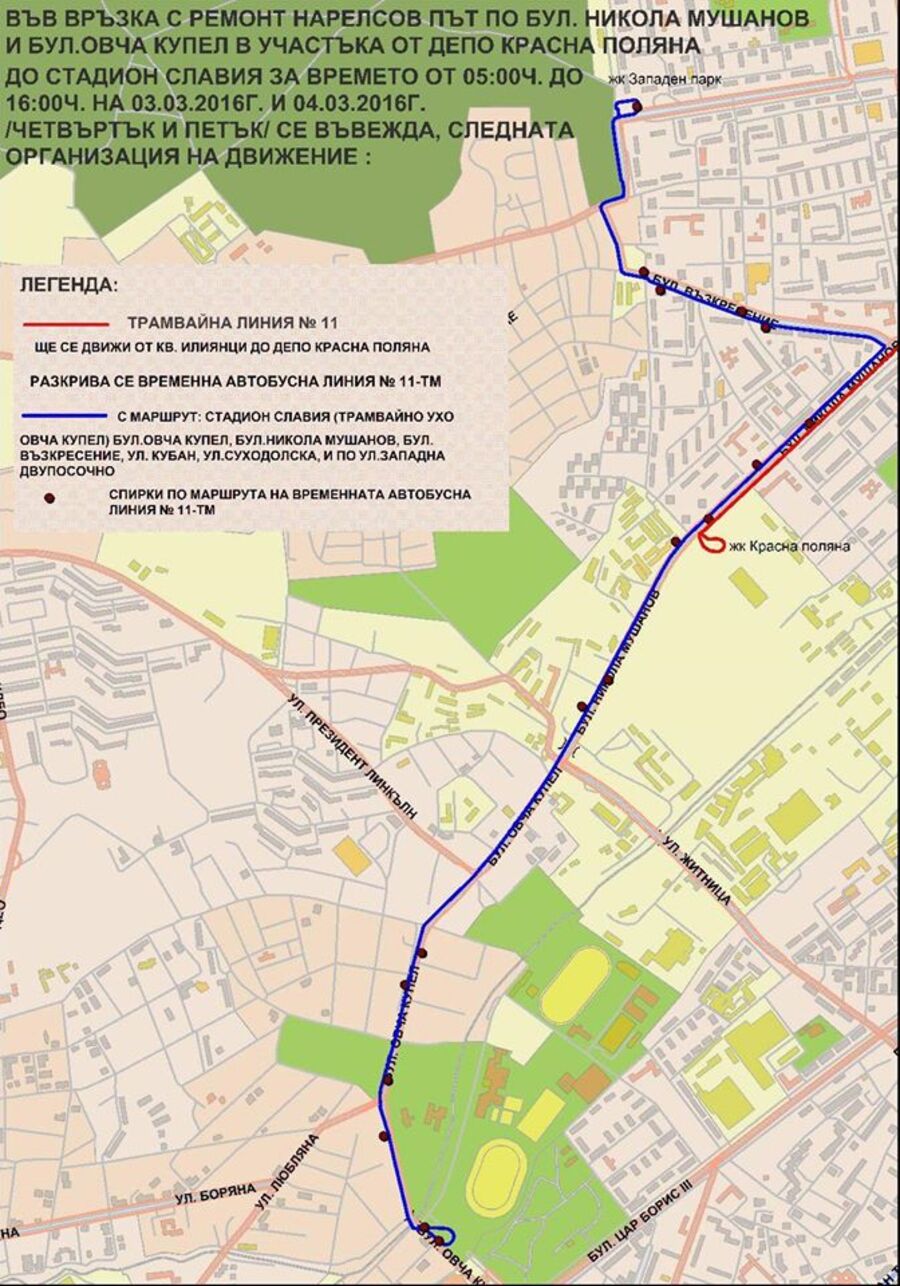 ВЪВ ВРЪЗКА С РЕМОНТ НАРЕЛСОВ ПЪТ ПО БУЛ. НИКОЛА МУШАНОВ
И БУЛ.ОВЧА КУПЕЛ В УЧАСТЪКА ОТ ДЕПО КРАСНА ПОЛЯНА
ДО СТАДИОН СЛАВИЯ ЗА ВРЕМЕТО ОТ 05:00Ч. ДО
16:00Ч. НА 03.03.2016Г. И 04.03.2016Г.
/ЧЕТВЪРТЪК И ПЕТЪК/ СЕ ВЪВЕЖДА, СЛЕДНАТА
ОРГАНИЗАЦИЯ НА ДВИЖЕНИЕ :
жк Западен парк
БУЛ. ВЪЗКРЕСЕНИЕ
ЛЕГЕНДА:
ТРАМВАЙНА ЛИНИЯ № 11
ЩЕ СЕ ДВИЖИ ОТ КВ. ИЛИЯНЦИ ДО ДЕПО КРАСНА ПОЛЯНА
РАЗКРИВА СЕ ВРЕМЕННА АВТОБУСНА ЛИНИЯ № 11-ТМ
С МАРШРУТ: СТАДИОН СЛАВИЯ (ТРАМВАЙНО УХО
ОВЧА КУПЕЛ) БУЛ.ОВЧА КУПЕЛ, БУЛ.НИКОЛА МУШАНОВ, БУЛ.
ВЪЗКРЕСЕНИЕ, УЛ. КУБАН, УЛ.СУХОДОЛСКА, И ПО УЛ.ЗАПАДНА
ДВУПОСОЧНО
СПИРКИ ПО МАРШРУТА НА ВРЕМЕННАТА АВТОБУСНА
ЛИНИЯ № 11-ТМ
БУЛ. НИКОЛА МУШАНОВ
жк Красна поляна
БУЛ. НИКОЛА МУШАНОВ
УЛ. ПРЕЗИДЕНТ ЛИНКЪЛН
БУЛ. ОВЧА КУПЕЛ
УЛ. ЖИТНИЦА
БУЛ. ОВЧА КУПЕЛ
УЛ. ЛЮБЛЯНА
УЛ. БОРЯНА
БУЛ. ЦАР БОРИС III
НА
БУЛ. ОВЧА К